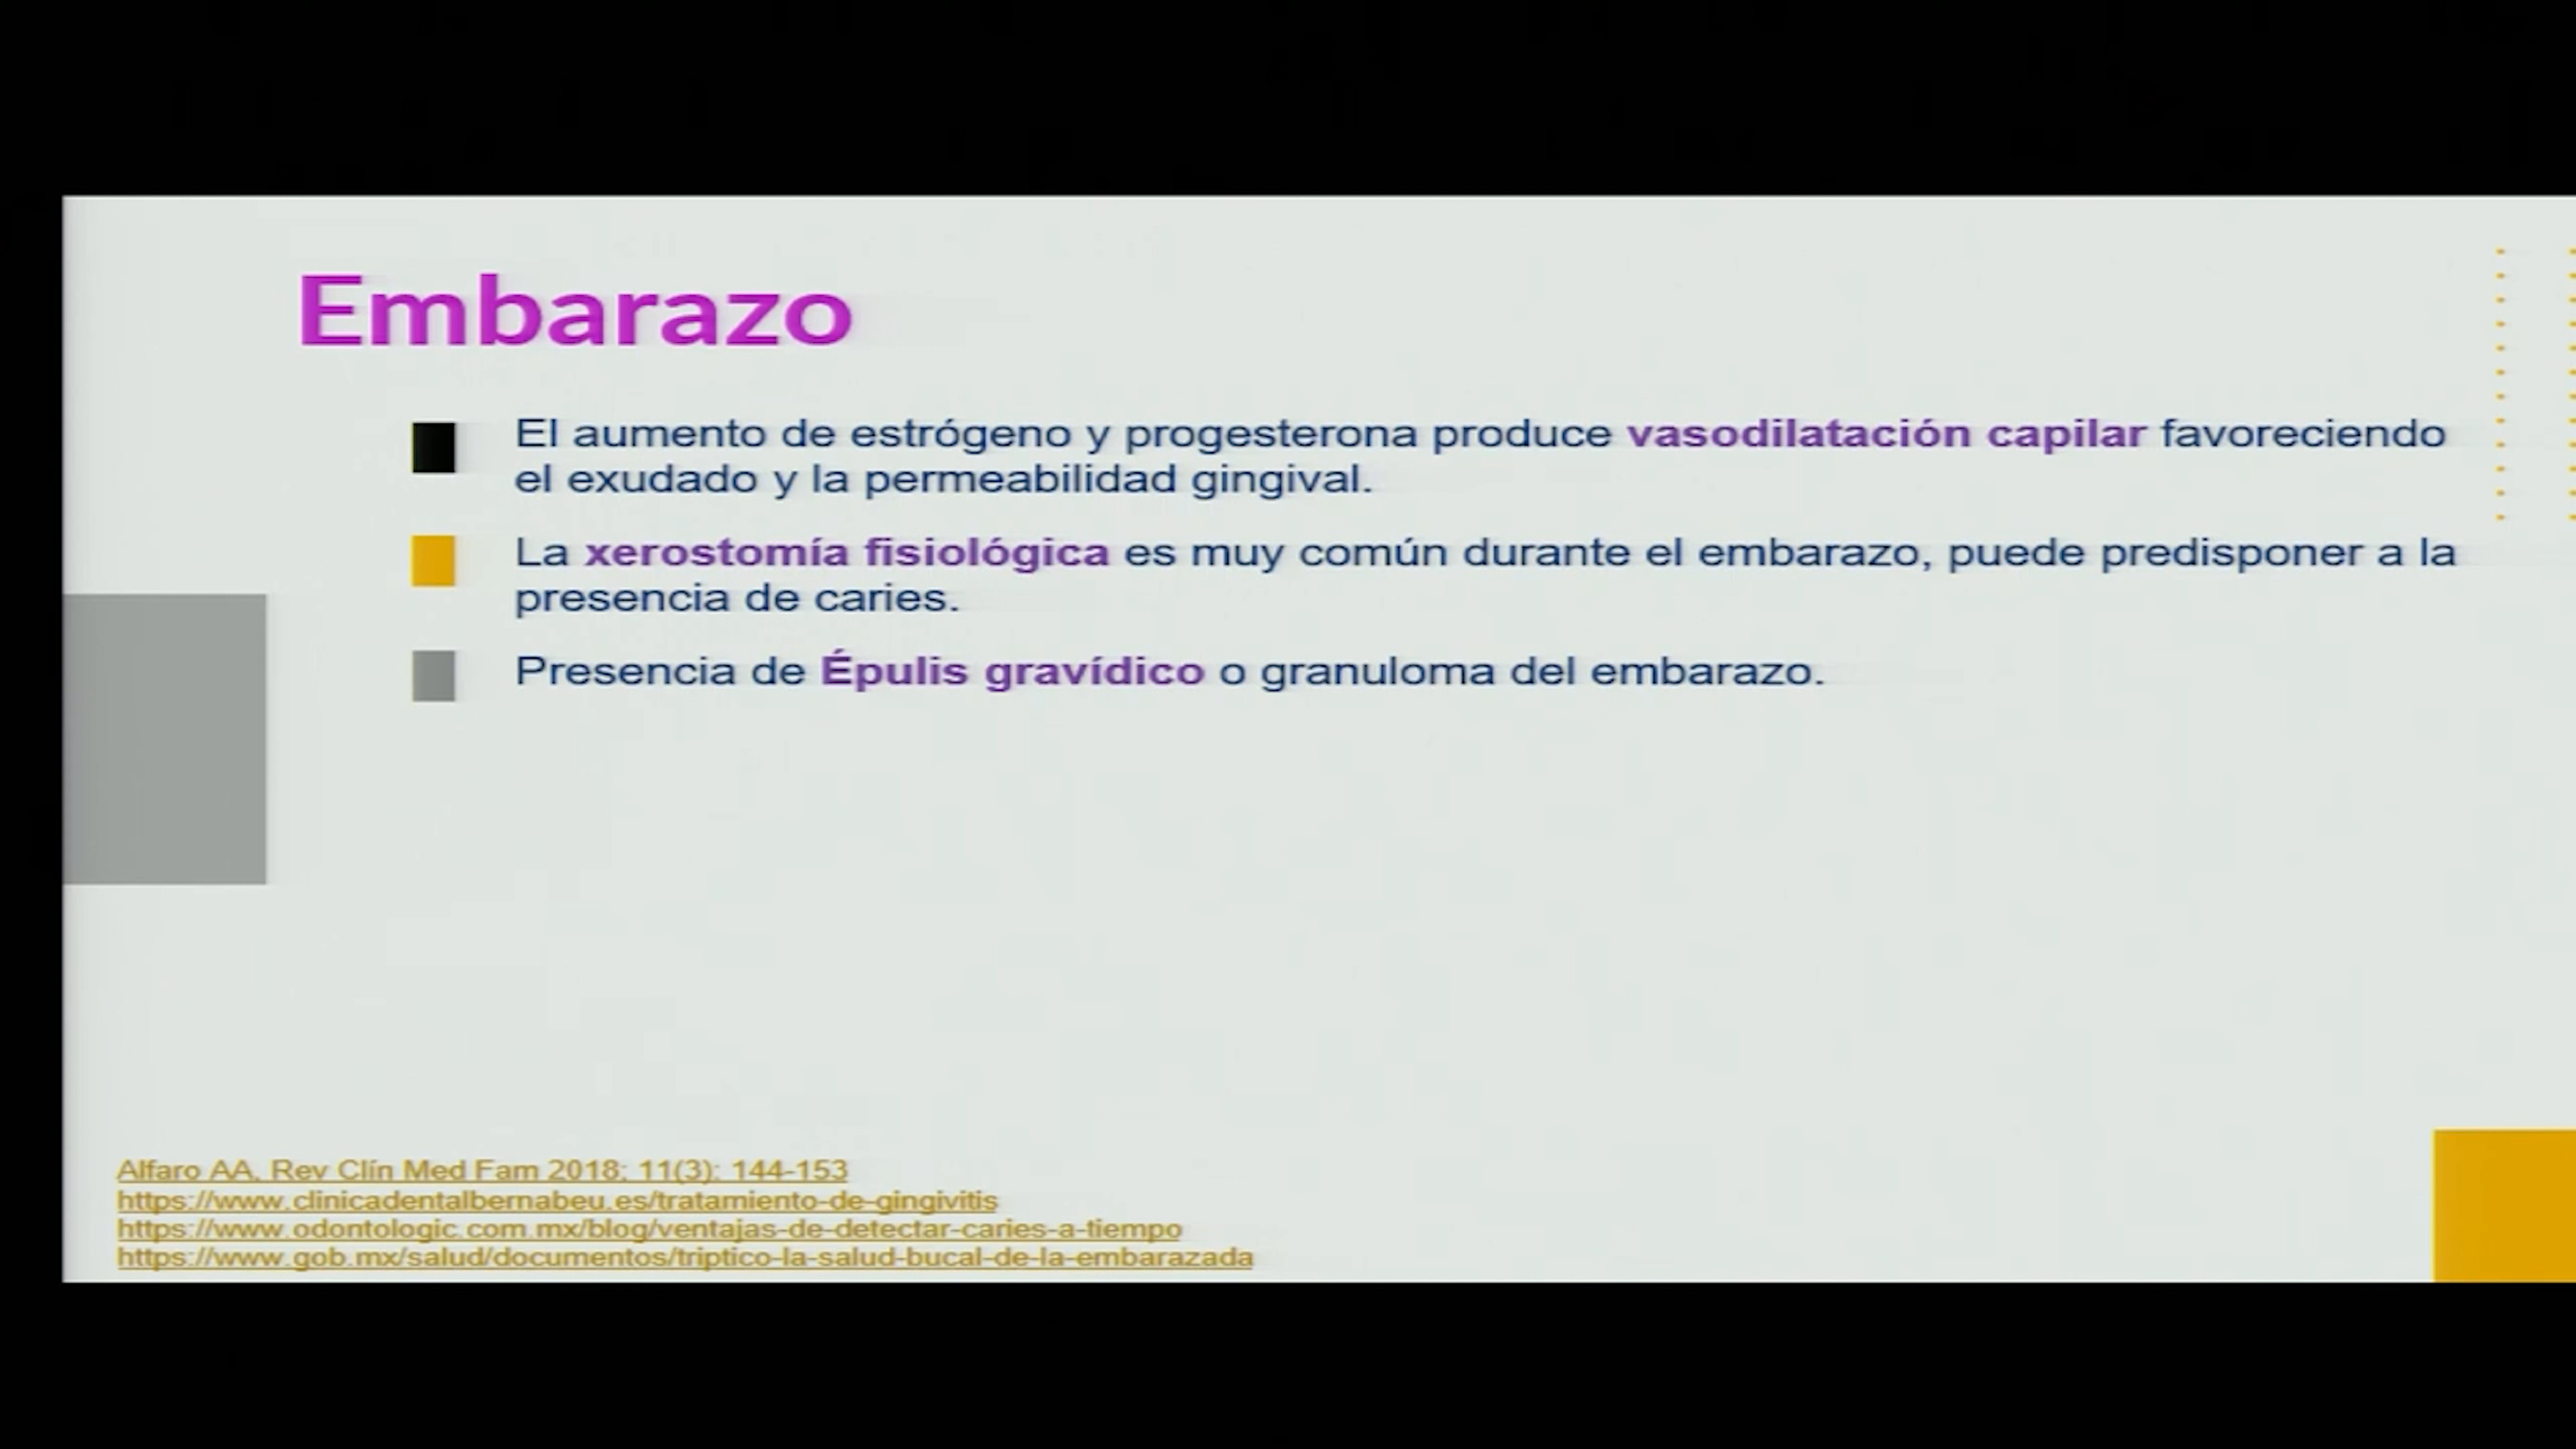 Embarazo
El aumento de estrógeno y progesterona produce vasodilatación capilar favoreciendo
el exudado y la permeabilidad gingival.
La xerostomía fisiológica es muy común durante el embarazo, puede predisponer a la
presencia de caries.
Presencia de Épulis gravídico o granuloma del embarazo.
Alfaro AA. Rev Clín Med Fam 2018; 11(3): 144-153
https://www.clinicadentalbernabeu.es/tratamiento-de-gingivitis
https://www.odontologic.com.mx/blog/ventajas-de-detectar-caries-a-tiempo
https://www.gob.mx/salud/documentos/triptico-la-salud-bucal-de-la-embarazada